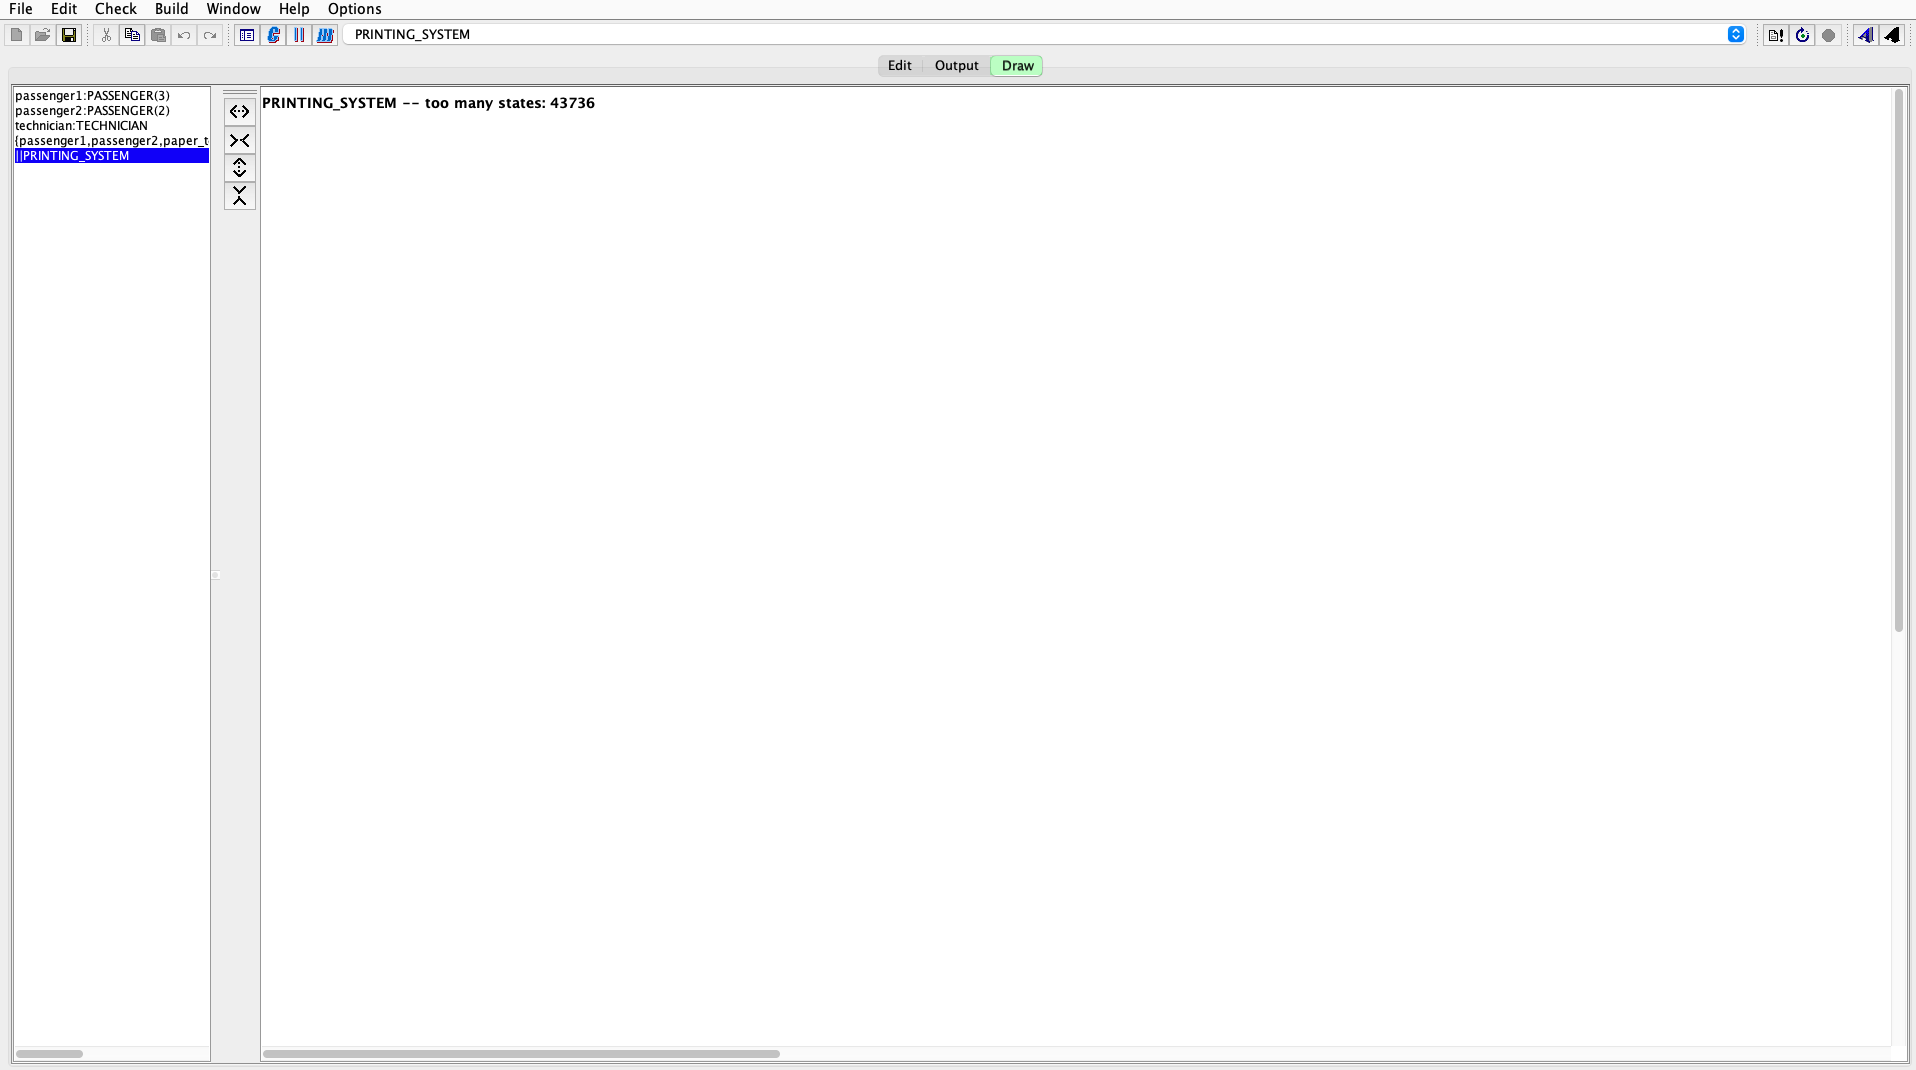 File Edit Check Build Window Help Options
PRINTING_SYSTEM
Edit Output Draw
passenger1:PASSENGER(3)
passenger2:PASSENGER(2)
technician:TECHNICIAN
{passenger1,passenger2,paper_t
||PRINTING_SYSTEM
PRINTING_SYSTEM -- too many states: 43736